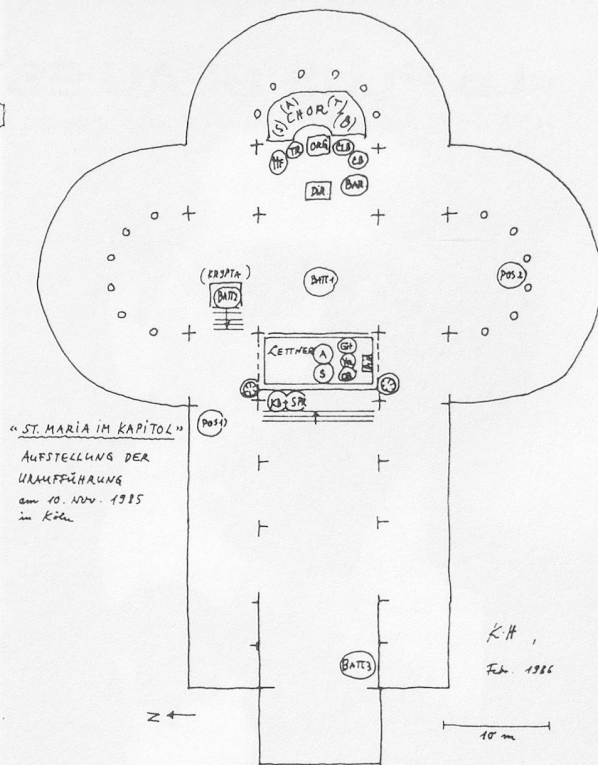 (S) (A) CHOR (T) (B)
HF TR ORG
DIR BAR
(KRYPTA)
BATT2
BATT1
POS2
LETTNER
A
S
KB + SPR
POS1
"ST. MARIA IM KAPITOL"
AUFSTELLUNG DER
URAUFFÜHRUNG
am 10. NOV. 1985
in Köln
BATT3
K.H,
Febr. 1986
N
10 m